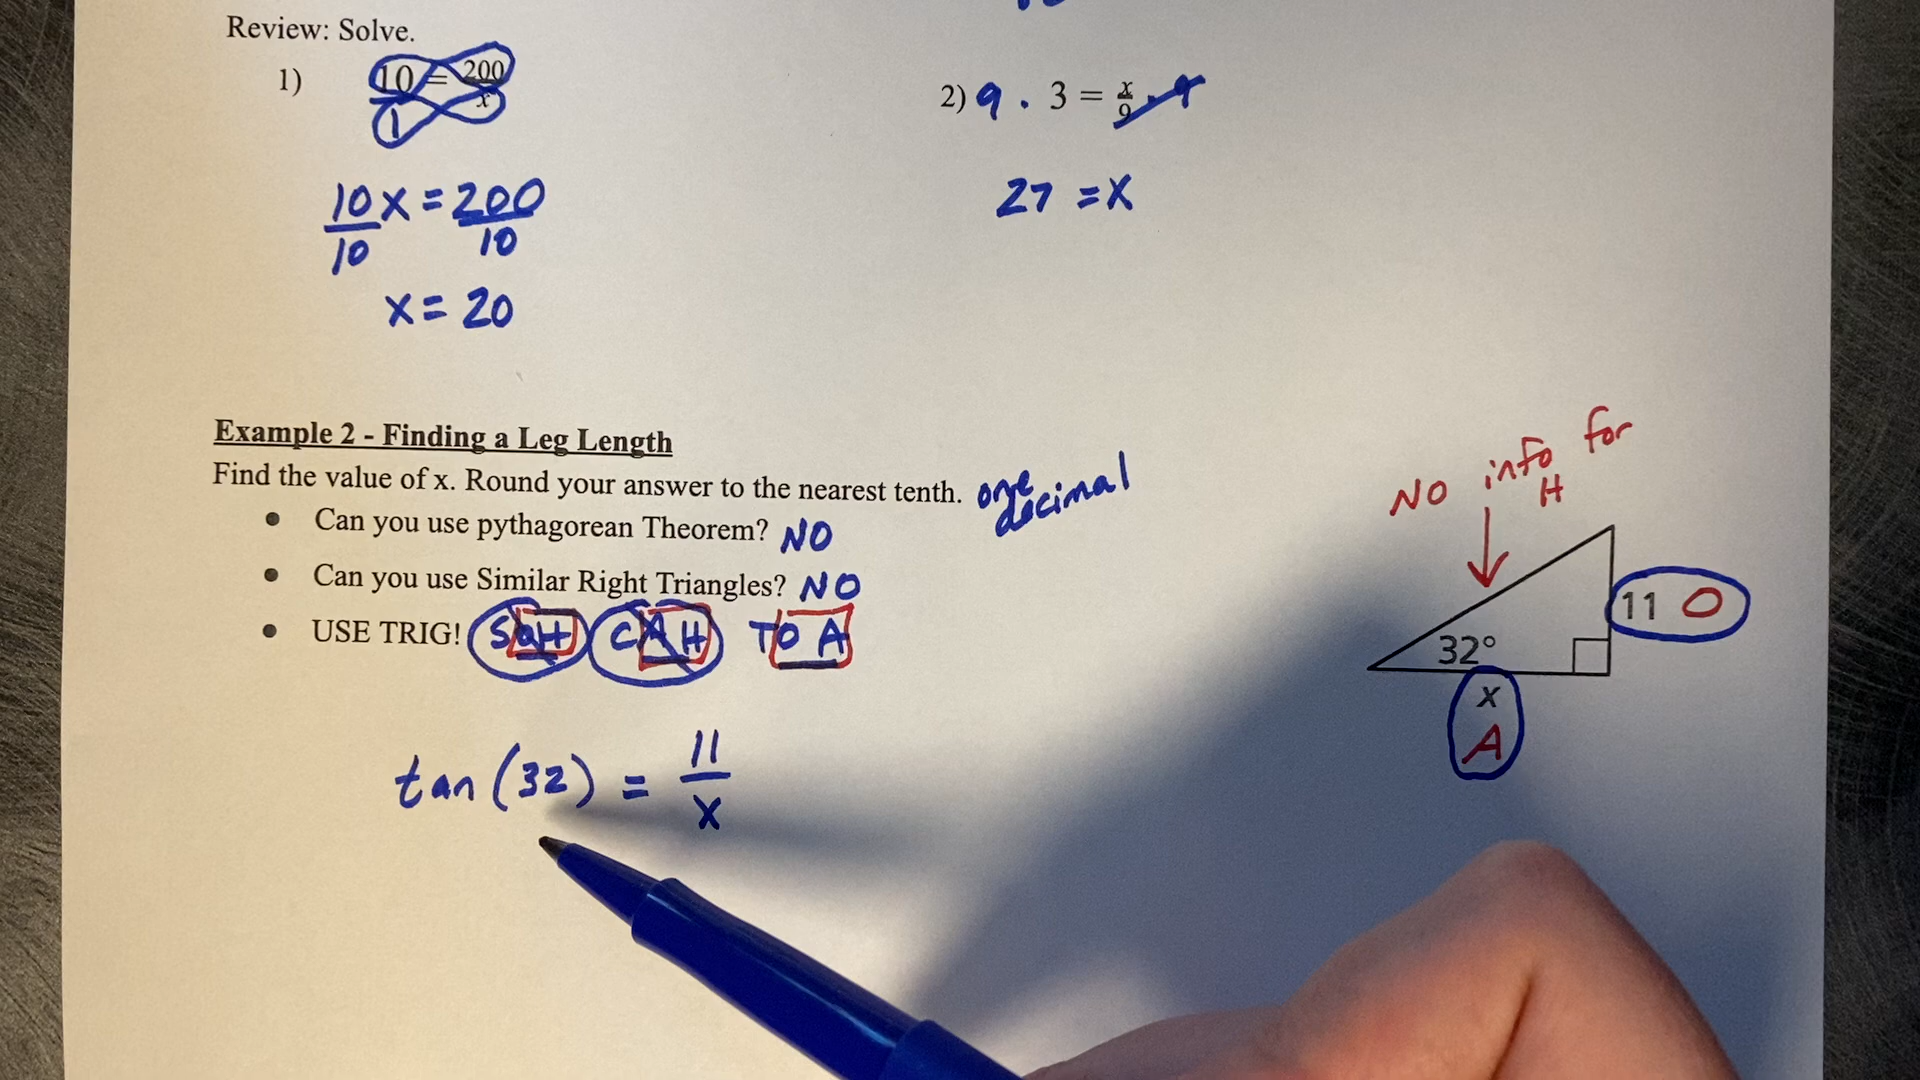 Review: Solve.
1) 10/1 = 200/x
10x = 200
10 10
x = 20
2) 9 · 3 = x/9 · 9
27 = x
Example 2 - Finding a Leg Length
Find the value of x. Round your answer to the nearest tenth. one decimal
• Can you use pythagorean Theorem? NO
• Can you use Similar Right Triangles? NO
• USE TRIG! SOH CAH TOA
tan (32) = 11/x
NO info for
H
11 O
32°
x
A